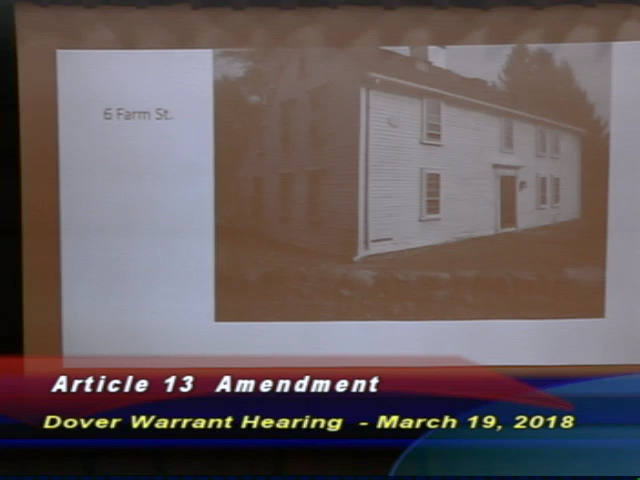 6 Farm St.
Article 13 Amendment
Dover Warrant Hearing - March 19, 2018